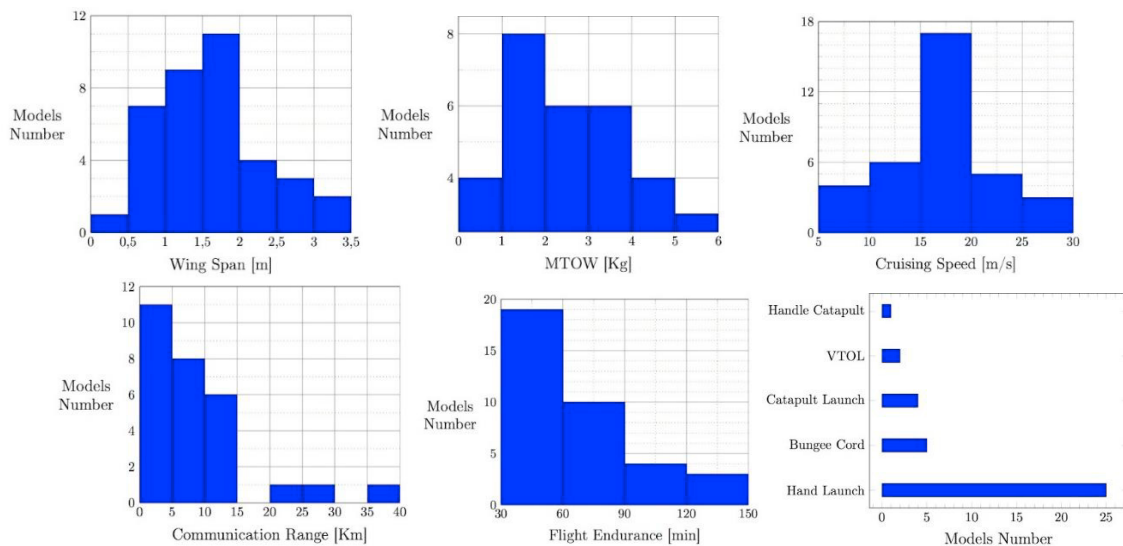 12
8
4
0
Models
Number
0 0,5 1 1,5 2 2,5 3 3,5
Wing Span [m]
8
6
4
Models
Number
0 1 2 3 4 5 6
MTOW [Kg]
18
12
6
0
Models
Number
5 10 15 20 25 30
Cruising Speed [m/s]
12
10
8
6
4
2
0
Models
Number
0 5 10 15 20 25 30 35 40
Communication Range [Km]
20
15
10
5
0
Models
Number
30 60 90 120 150
Flight Endurance [min]
Handle Catapult
VTOL
Catapult Launch
Bungee Cord
Hand Launch
0 5 10 15 20 25
Models Number